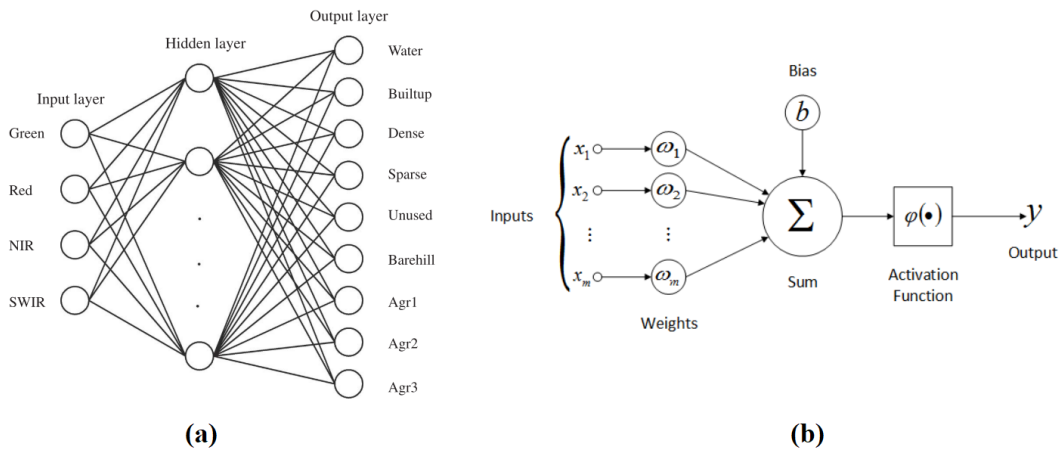 Output layer
Hidden layer
Input layer
Green
Red
NIR
SWIR
Water
Builtup
Dense
Sparse
Unused
Barehill
Agr1
Agr2
Agr3
(a)
Bias
b
Inputs
x1
x2
⋮
xm
ω1
ω2
⋮
ωm
Weights
Σ
Sum
φ(•)
Activation
Function
y
Output
(b)